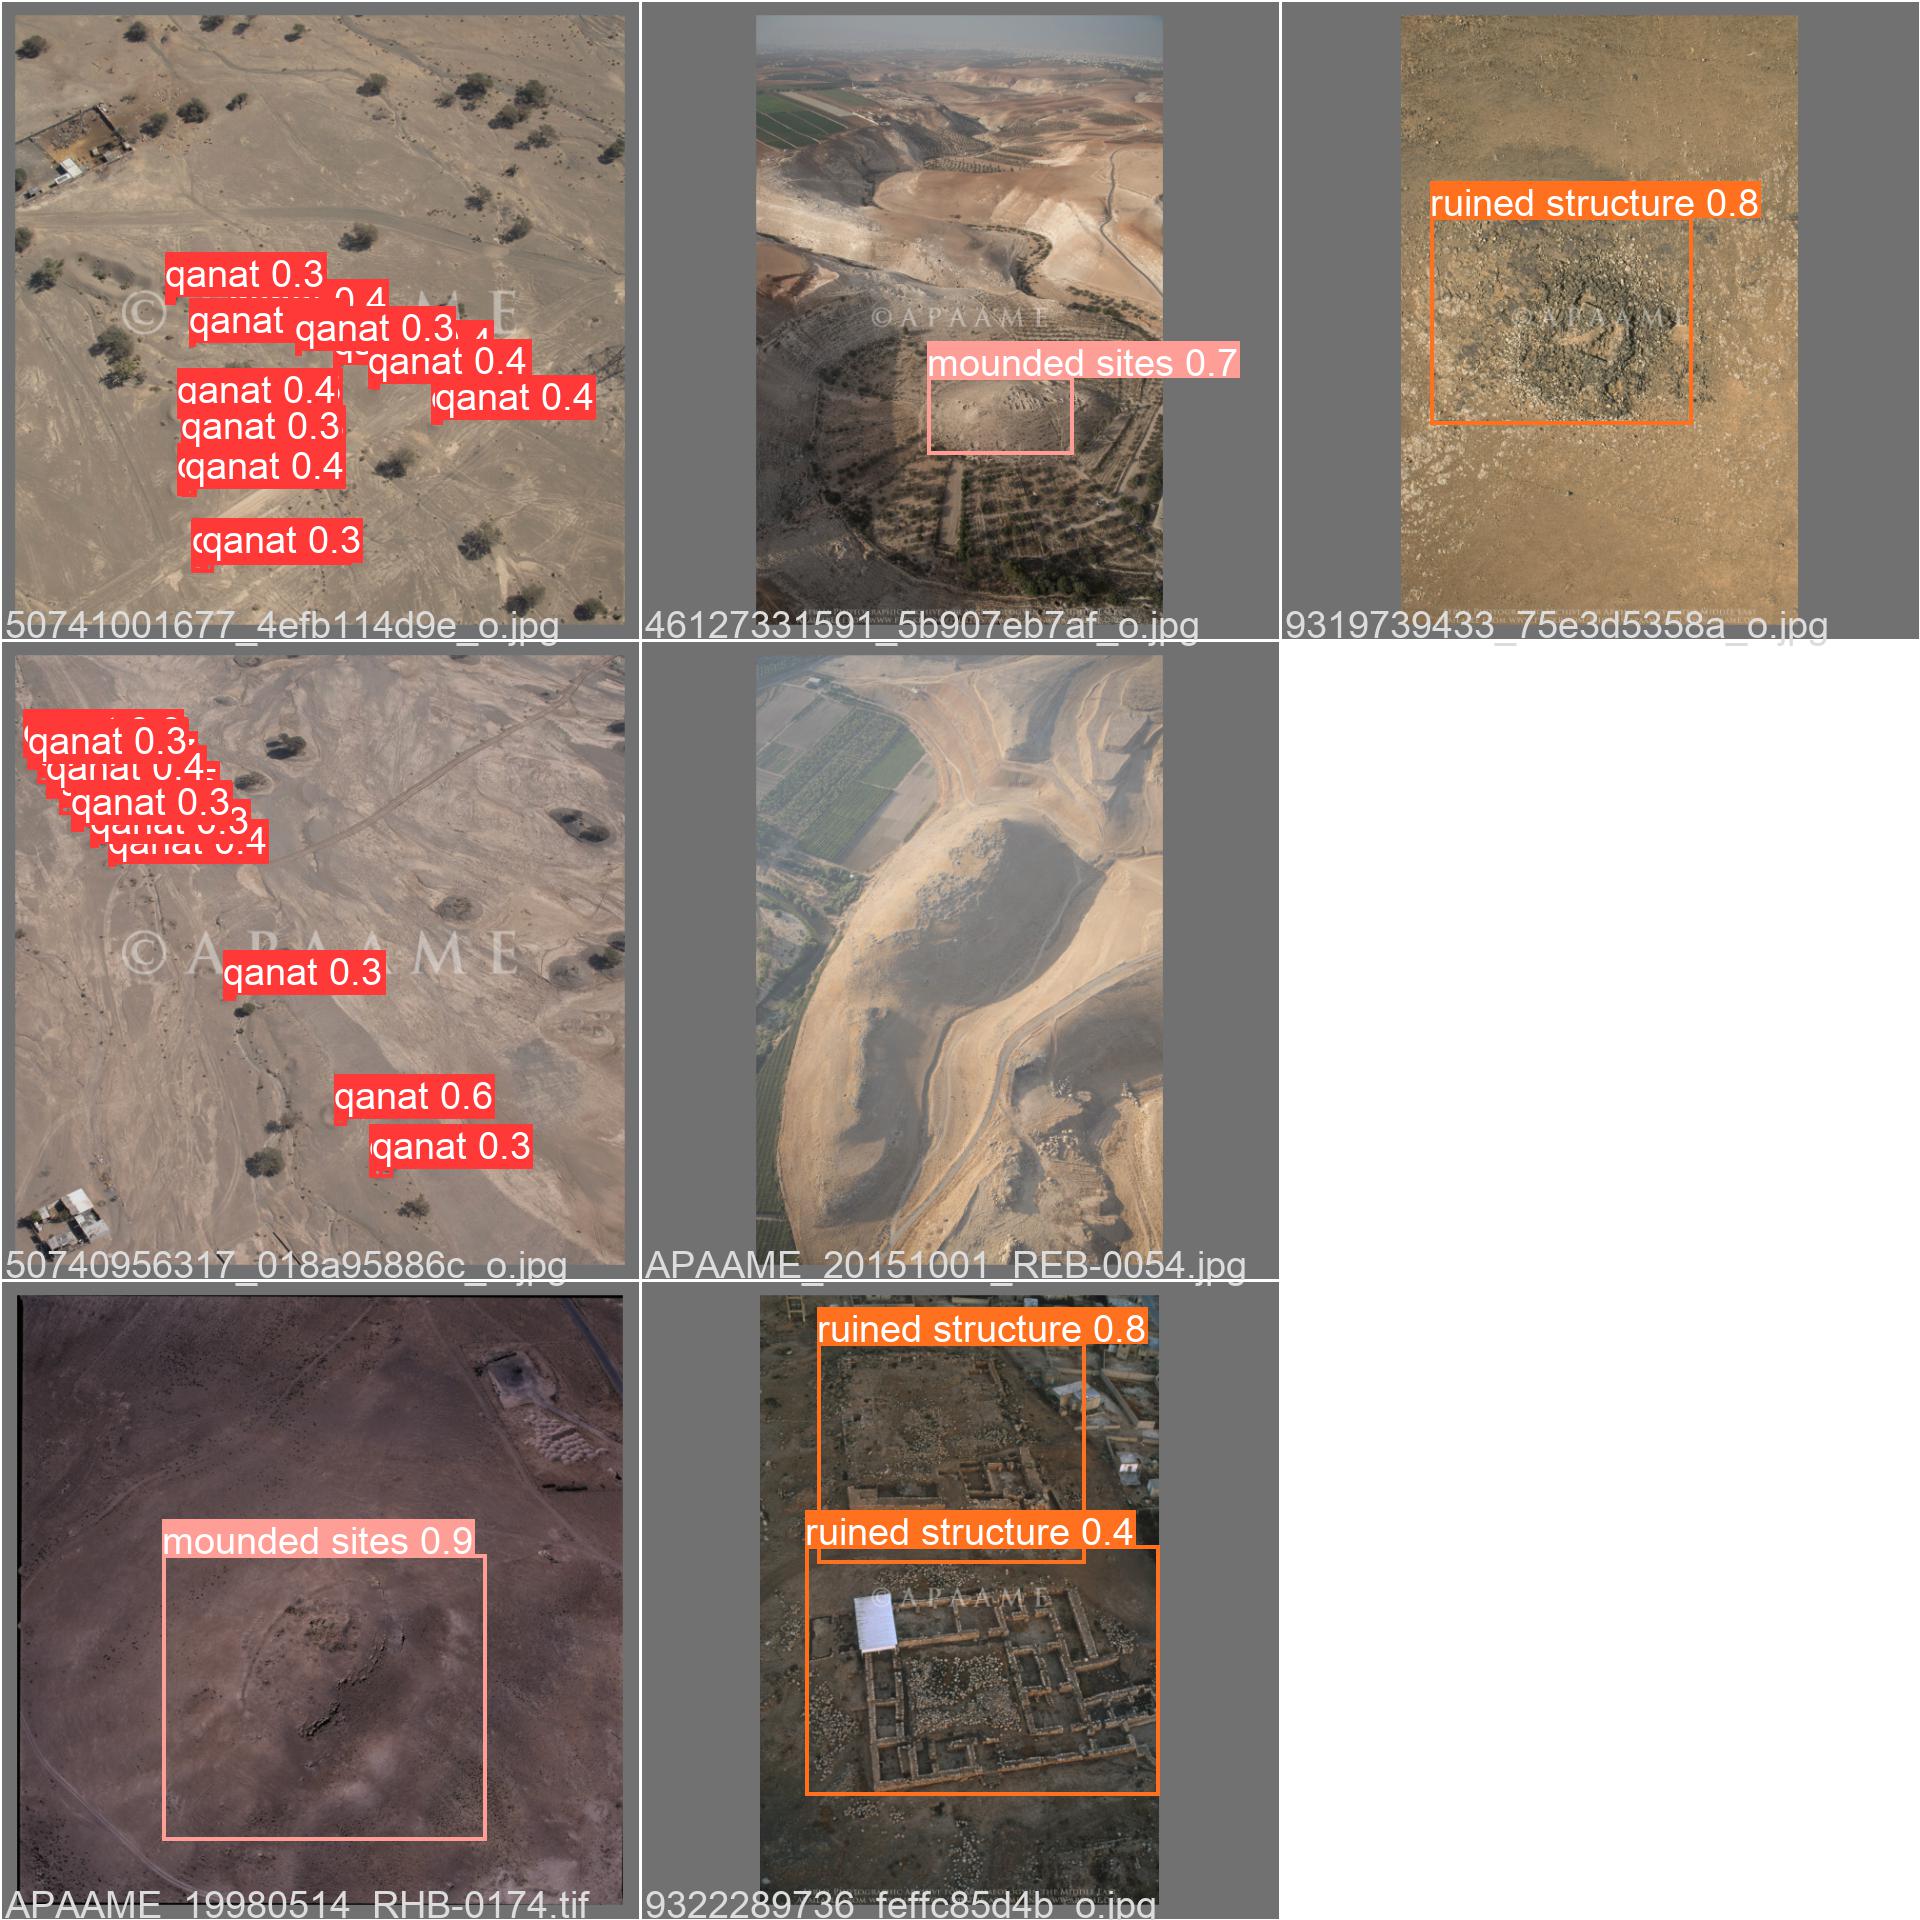 qanat 0.3
0.4
qanat
qanat 0.3
qanat 0.4
qanat 0.4
qanat 0.4
qanat 0.3
qanat 0.4
qanat 0.3
50741001677_4efb114d9e_o.jpg
©APAAME
mounded sites 0.7
46127331591_5b907eb7af_o.jpg
ruined structure 0.8
©APAAME
9319739433_75e3d5358a_o.jpg
qanat 0.3
qanat 0.4
qanat 0.3
qanat 0.3
qanat 0.4
qanat 0.3
qanat 0.6
qanat 0.3
50740956317_018a95886c_o.jpg
APAAME_20151001_REB-0054.jpg
mounded sites 0.9
APAAME_19980514_RHB-0174.tif
ruined structure 0.8
ruined structure 0.4
©APAAME
9322289736_feffc85d4b_o.jpg